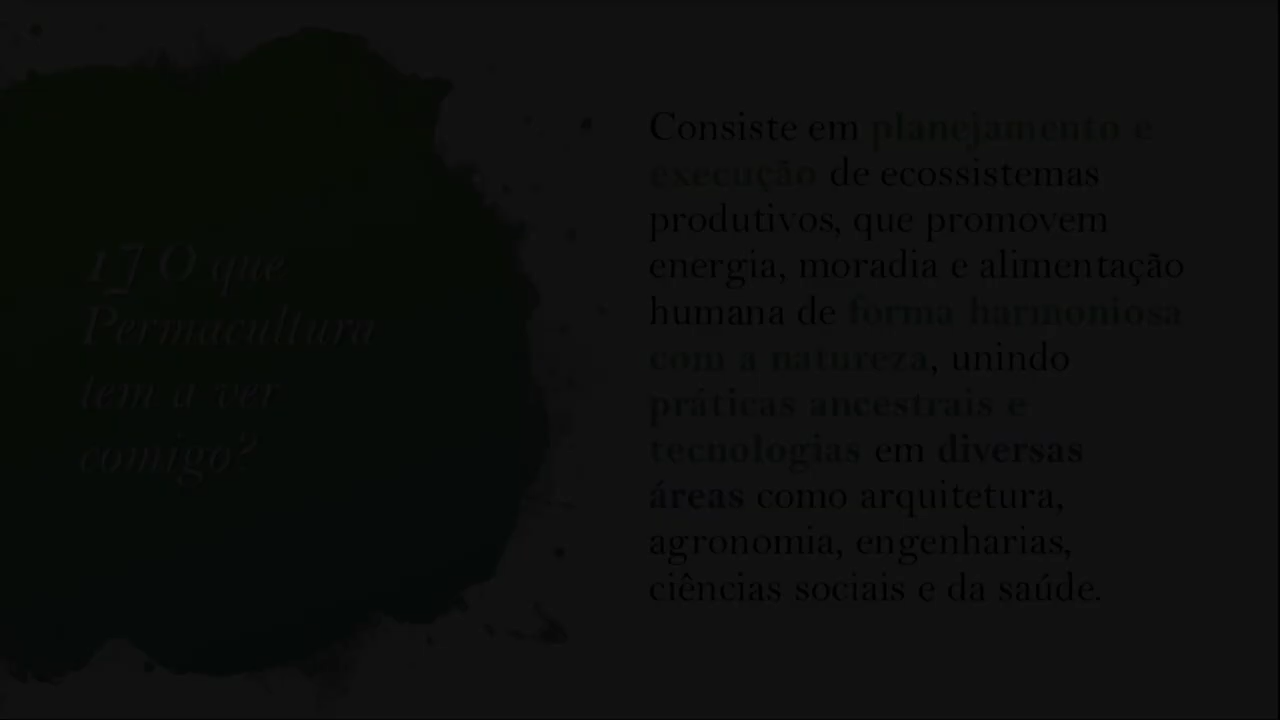 1] O que
Permacultura
tem a ver
comigo?
Consiste em planejamento e
execução de ecossistemas
produtivos, que promovem
energia, moradia e alimentação
humana de forma harmoniosa
com a natureza, unindo
práticas ancestrais e
tecnologias em diversas
áreas como arquitetura,
agronomia, engenharias,
ciências sociais e da saúde.